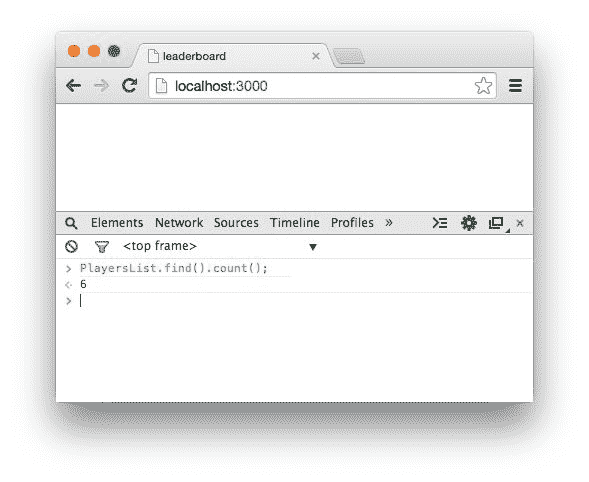 leaderboard
localhost:3000
Elements Network Sources Timeline Profiles »
<top frame>
> PlayersList.find().count();
6
>